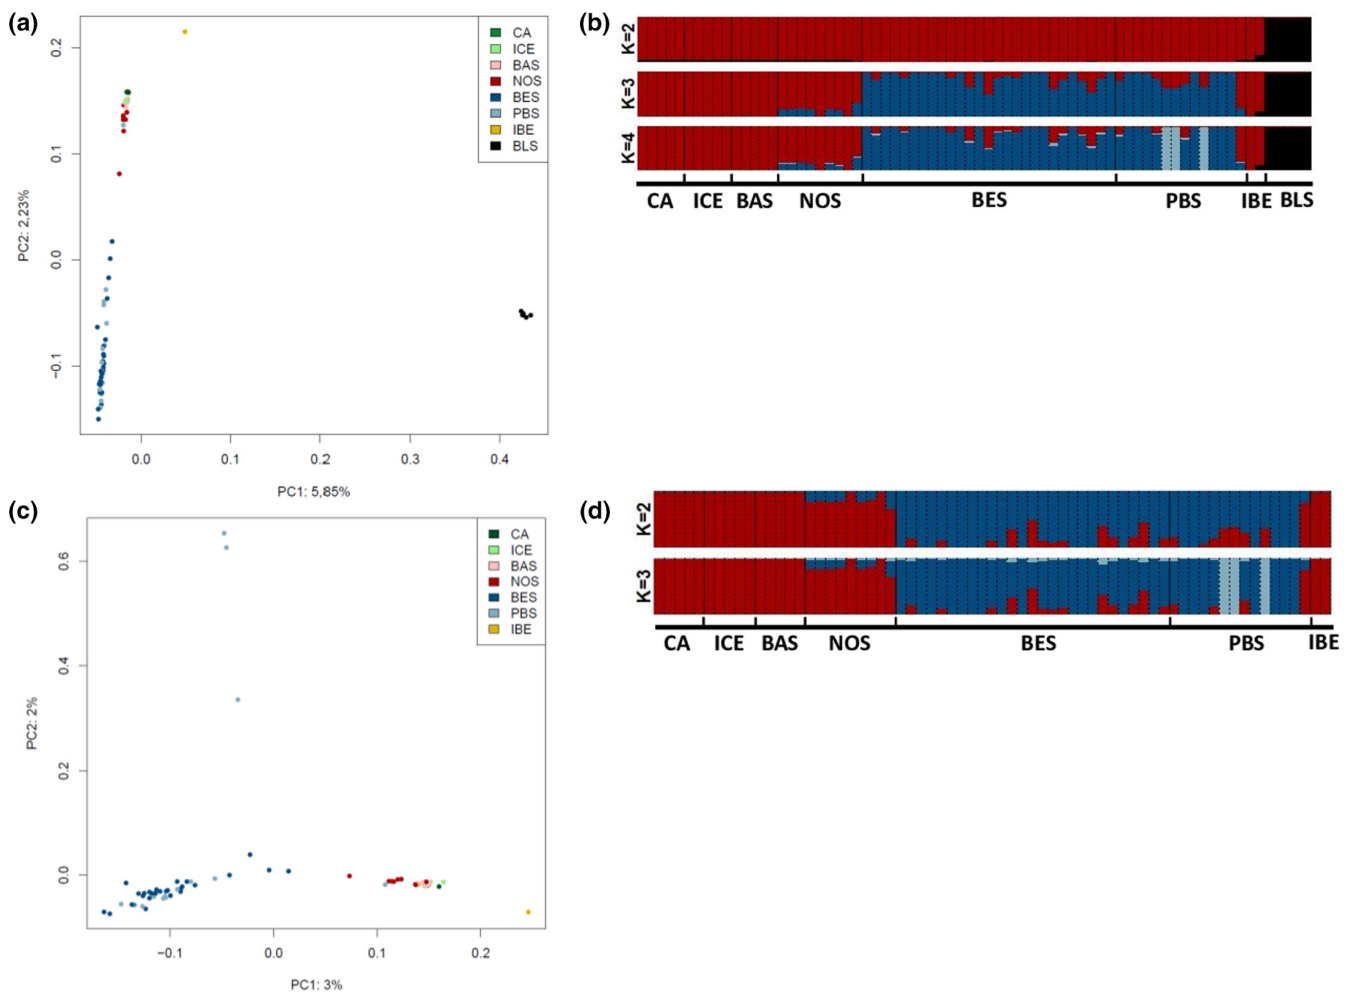 (a)
0.2
0.1
0.0
−0.1
PC2: 2,23%
0.0 0.1 0.2 0.3 0.4
PC1: 5,85%
CA
ICE
BAS
NOS
BES
PBS
IBE
BLS
(b)
K=2
K=3
K=4
CA ICE BAS NOS BES PBS IBE BLS
(c)
0.6
0.4
0.2
0.0
PC2: 2%
−0.1 0.0 0.1 0.2
PC1: 3%
CA
ICE
BAS
NOS
BES
PBS
IBE
(d)
K=2
K=3
CA ICE BAS NOS BES PBS IBE